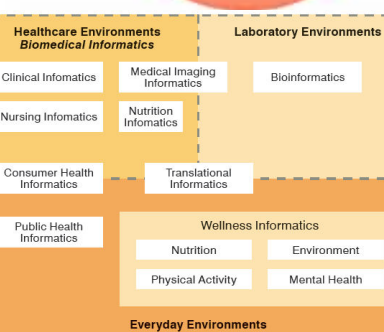 Healthcare Environments
Biomedical Informatics
Laboratory Environments
Clinical Infomatics
Medical Imaging
Informatics
Bioinformatics
Nursing Infomatics
Nutrition
Infomatics
Consumer Health
Informatics
Translational
Informatics
Public Health
Informatics
Wellness Informatics
Nutrition
Environment
Physical Activity
Mental Health
Everyday Environments